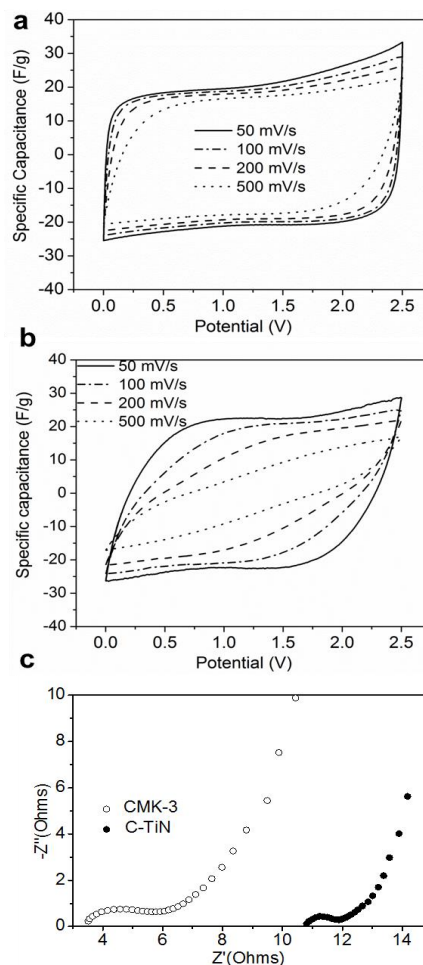 a
Specific Capacitance (F/g)
40
30
20
10
0
-10
-20
-30
-40
50 mV/s
100 mV/s
200 mV/s
500 mV/s
0.0 0.5 1.0 1.5 2.0 2.5
Potential (V)
b
Specific capacitance (F/g)
40
30
20
10
0
-10
-20
-30
-40
50 mV/s
100 mV/s
200 mV/s
500 mV/s
0.0 0.5 1.0 1.5 2.0 2.5
Potential (V)
c
-Z''(Ohms)
10
8
6
4
2
0
CMK-3
C-TiN
4 6 8 10 12 14
Z'(Ohms)